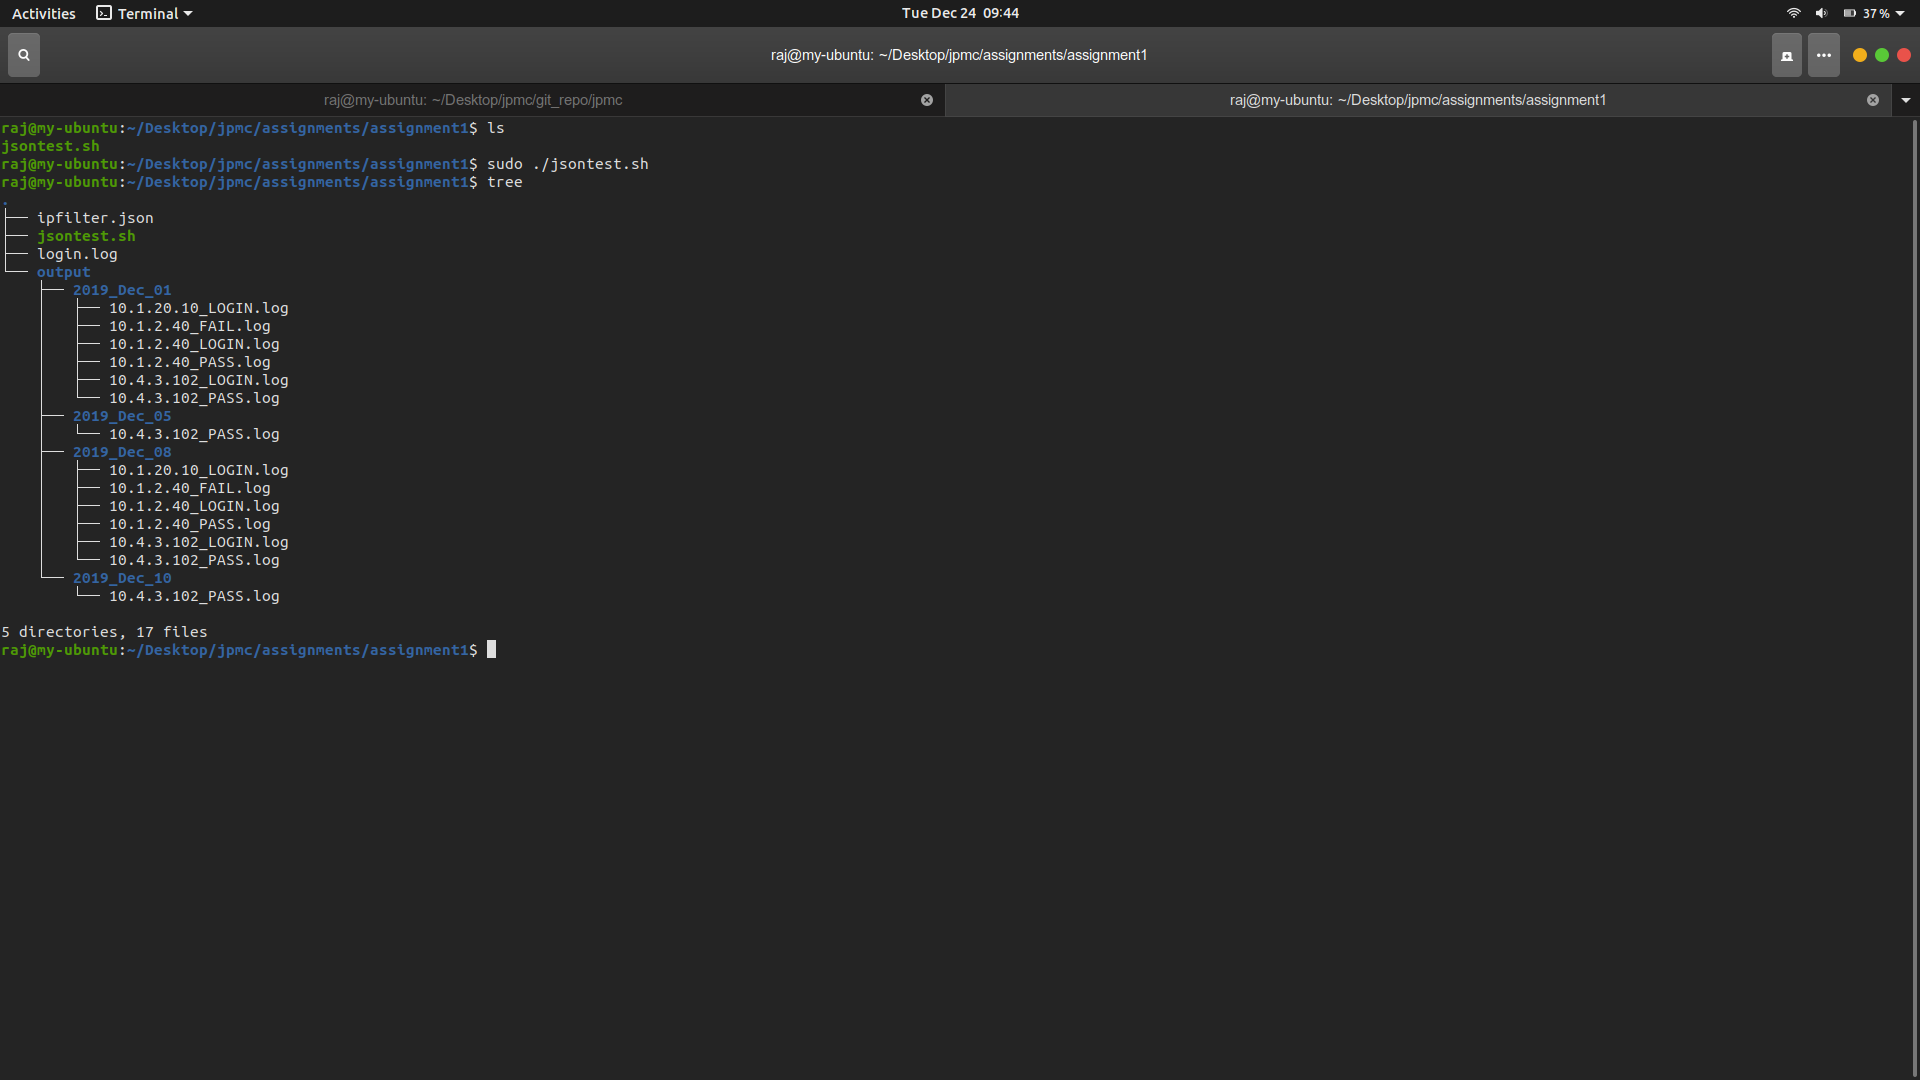 Activities Terminal Tue Dec 24 09:44 37 %
raj@my-ubuntu: ~/Desktop/jpmc/assignments/assignment1
raj@my-ubuntu: ~/Desktop/jpmc/git_repo/jpmc raj@my-ubuntu: ~/Desktop/jpmc/assignments/assignment1
raj@my-ubuntu:~/Desktop/jpmc/assignments/assignment1$ ls
jsontest.sh
raj@my-ubuntu:~/Desktop/jpmc/assignments/assignment1$ sudo ./jsontest.sh
raj@my-ubuntu:~/Desktop/jpmc/assignments/assignment1$ tree
.
├── ipfilter.json
├── jsontest.sh
├── login.log
└── output
    ├── 2019_Dec_01
    │   ├── 10.1.20.10_LOGIN.log
    │   ├── 10.1.2.40_FAIL.log
    │   ├── 10.1.2.40_LOGIN.log
    │   ├── 10.1.2.40_PASS.log
    │   ├── 10.4.3.102_LOGIN.log
    │   └── 10.4.3.102_PASS.log
    ├── 2019_Dec_05
    │   └── 10.4.3.102_PASS.log
    ├── 2019_Dec_08
    │   ├── 10.1.20.10_LOGIN.log
    │   ├── 10.1.2.40_FAIL.log
    │   ├── 10.1.2.40_LOGIN.log
    │   ├── 10.1.2.40_PASS.log
    │   ├── 10.4.3.102_LOGIN.log
    │   └── 10.4.3.102_PASS.log
    └── 2019_Dec_10
        └── 10.4.3.102_PASS.log
5 directories, 17 files
raj@my-ubuntu:~/Desktop/jpmc/assignments/assignment1$